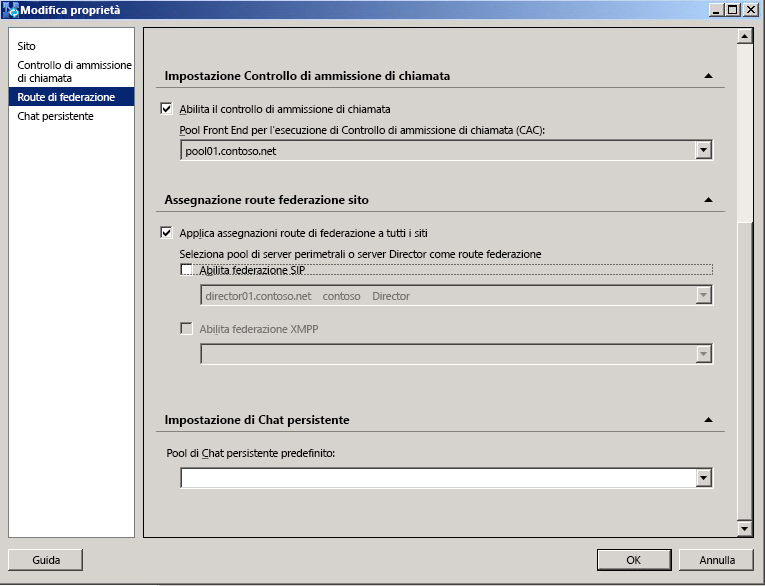 Modifica proprietà
Sito
Controllo di ammissione
di chiamata
Route di federazione
Chat persistente
Impostazione Controllo di ammissione di chiamata
Abilita il controllo di ammissione di chiamata
Pool Front End per l'esecuzione di Controllo di ammissione di chiamata (CAC):
pool01.contoso.net
Assegnazione route federazione sito
Applica assegnazioni route di federazione a tutti i siti
Seleziona pool di server perimetrali o server Director come route federazione
Abilita federazione SIP
director01.contoso.net contoso Director
Abilita federazione XMPP
Impostazione di Chat persistente
Pool di Chat persistente predefinito:
Guida
OK
Annulla